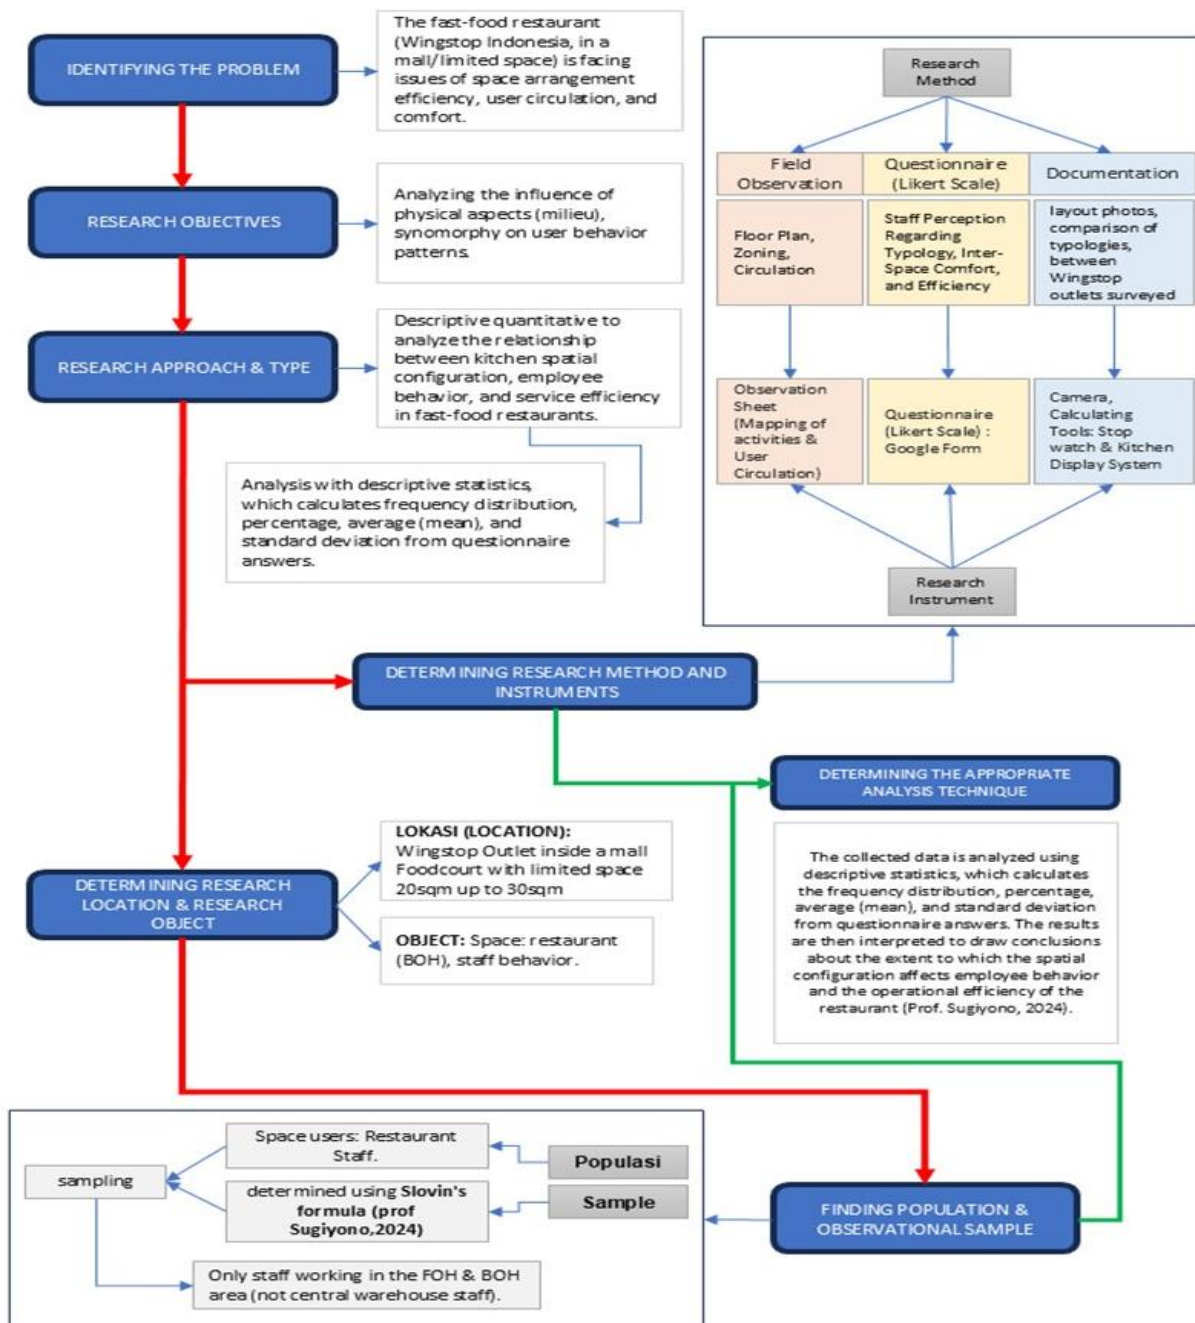 IDENTIFYING THE PROBLEM
The fast-food restaurant
(Wingstop Indonesia, in a
mall/limited space) is facing
issues of space arrangement
efficiency, user circulation, and
comfort.
RESEARCH OBJECTIVES
Analyzing the influence of
physical aspects (milieu),
synomorphy on user behavior
patterns.
RESEARCH APPROACH & TYPE
Descriptive quantitative to
analyze the relationship
between kitchen spatial
configuration, employee
behavior, and service efficiency
in fast-food restaurants.
Analysis with descriptive statistics,
which calculates frequency distribution,
percentage, average (mean), and
standard deviation from questionnaire
answers.
Research
Method
Field
Observation
Questionnaire
(Likert Scale)
Documentation
Floor Plan,
Zoning,
Circulation
Staff Perception
Regarding
Typology, Inter-
Space Comfort,
and Efficiency
layout photos,
comparison of
typologies,
between
Wingstop
outlets surveyed
Observation
Sheet
(Mapping of
activities &
User
Circulation)
Questionnaire
(Likert Scale) :
Google Form
Camera,
Calculating
Tools: Stop
watch & Kitchen
Display System
Research
Instrument
DETERMINING RESEARCH METHOD AND
INSTRUMENTS
DETERMINING THE APPROPRIATE
ANALYSIS TECHNIQUE
The collected data is analyzed using
descriptive statistics, which calculates
the frequency distribution, percentage,
average (mean), and standard deviation
from questionnaire answers. The results
are then interpreted to draw conclusions
about the extent to which the spatial
configuration affects employee behavior
and the operational efficiency of the
restaurant (Prof. Sugiyono, 2024).
DETERMINING RESEARCH
LOCATION & RESEARCH
OBJECT
LOKASI (LOCATION):
Wingstop Outlet inside a mall
Foodcourt with limited space
20sqm up to 30sqm
OBJECT: Space: restaurant
(BOH), staff behavior.
FINDING POPULATION &
OBSERVATIONAL SAMPLE
Populasi
Sample
Space users: Restaurant
Staff.
determined using Slovin's
formula (prof
Sugiyono,2024)
sampling
Only staff working in the FOH & BOH
area (not central warehouse staff).